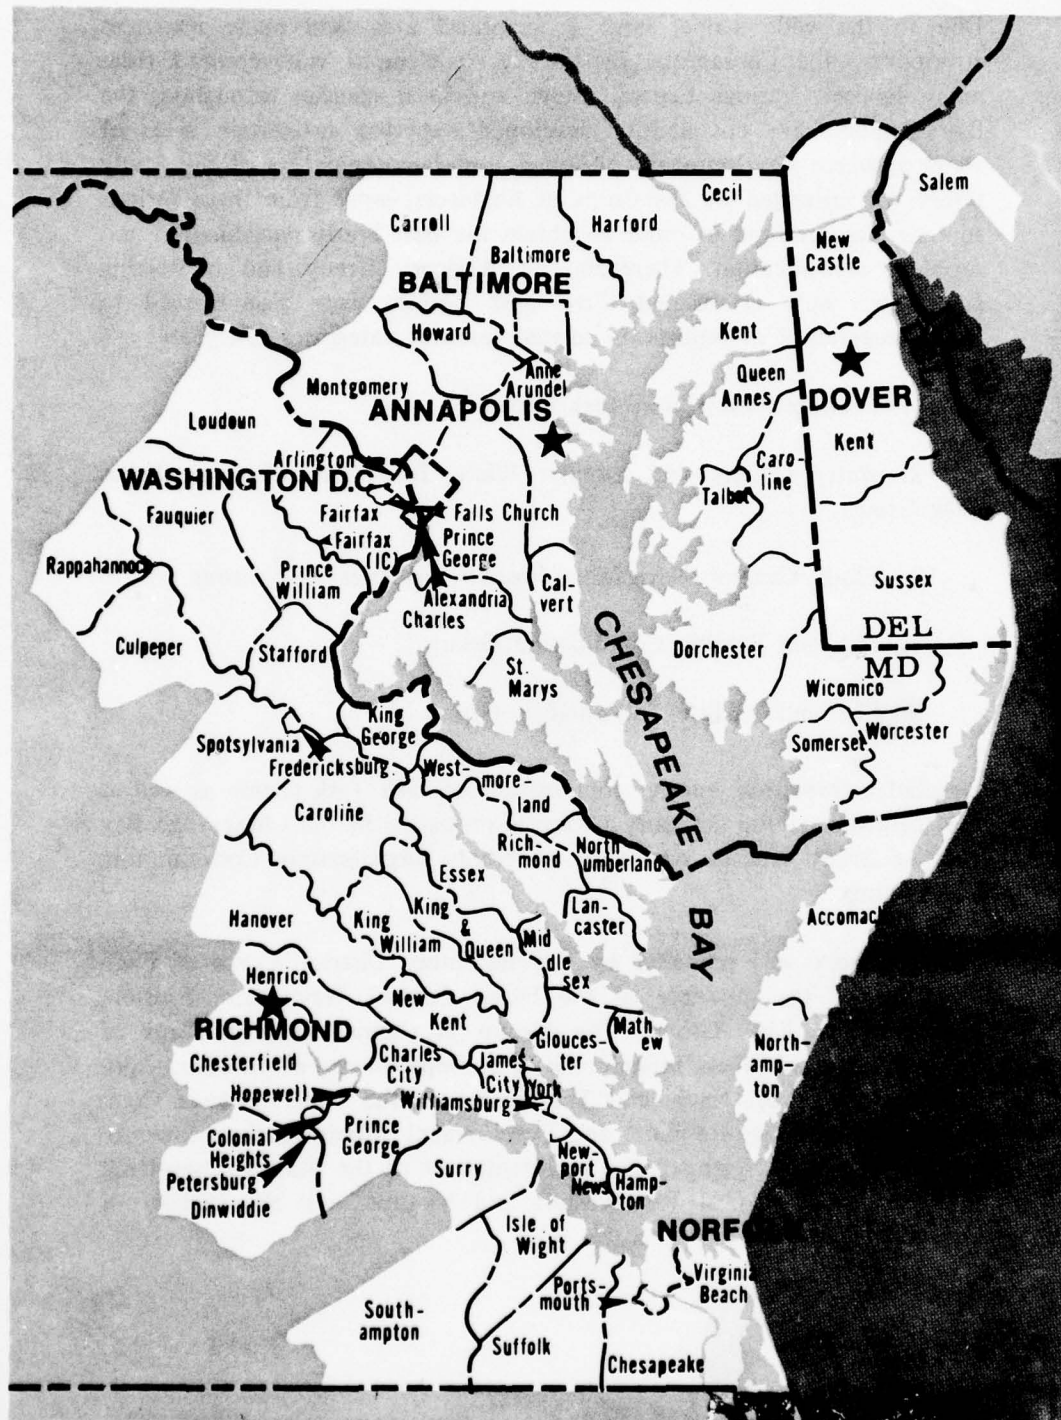 Salem
Cecil
Carroll
Harford
New
Castle
Baltimore
BALTIMORE
Howard
Kent
Anne
Arundel
Queen
Annes
Montgomery
DOVER
ANNAPOLIS
Loudoun
Kent
Arlington
Caro-
line
WASHINGTON D.C
Talbot
Fauquier
Fairfax
Falls Church
Fairfax
(IC)
Prince
George
Rappahannock
Prince
William
Cal-
vert
Sussex
Alexandria
Charles
CHESAPEAKE
BAY
DEL
MD
Culpeper
Stafford
Dorchester
St.
Marys
Wicomico
King
George
Worcester
Somerset
Spotsylvania
Fredericksburg
West-
more-
land
Caroline
Rich-
mond
North
umberland
Essex
Lan-
caster
King
&
Queen
Hanover
King
William
Mid
dle
sex
Accomac
Henrico
New
Kent
RICHMOND
Math
ew
Glouces-
ter
Chesterfield
Charles
City
James
City
York
North-
amp-
ton
Hopewell
Williamsburg
Prince
George
Colonial
Heights
New-
port
News
Surry
Petersburg
Hamp-
ton
Dinwiddie
Isle of
Wight
NORF
Virginia
Beach
Ports-
mouth
South-
ampton
Suffolk
Chesapeake